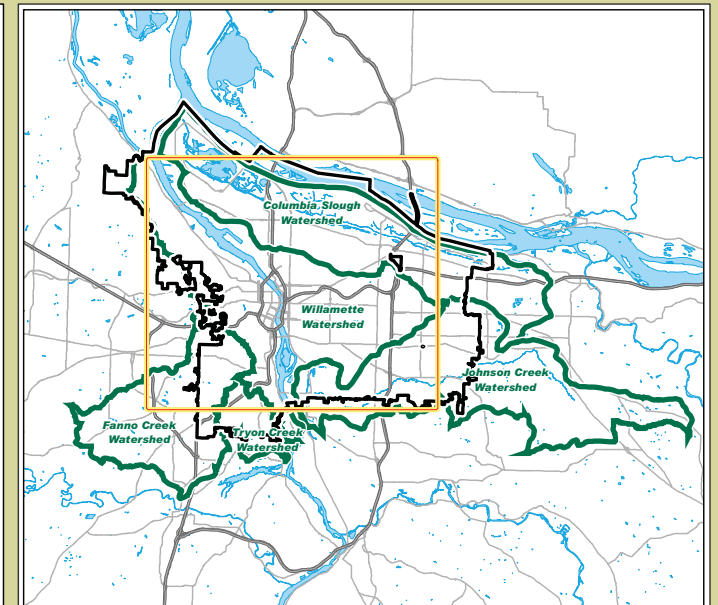 Columbia Slough
Watershed
Willamette
Watershed
Johnson Creek
Watershed
Fanno Creek
Watershed
Tryon Creek
Watershed